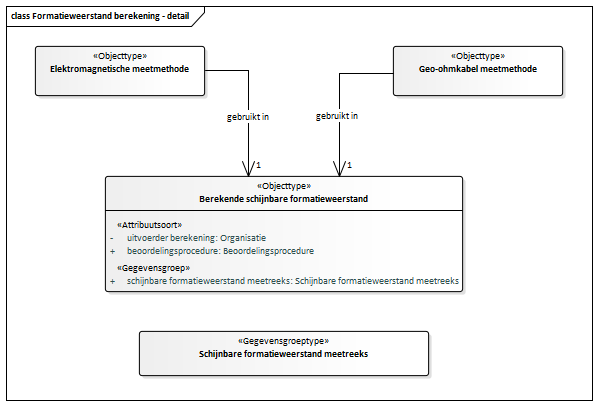 class Formatieweerstand berekening - detail
«Objecttype»
Elektromagnetische meetmethode
«Objecttype»
Geo-ohmkabel meetmethode
gebruikt in
gebruikt in
1
1
«Objecttype»
Berekende schijnbare formatieweerstand
«Attribuutsoort»
- uitvoerder berekening: Organisatie
+ beoordelingsprocedure: Beoordelingsprocedure
«Gegevensgroep»
+ schijnbare formatieweerstand meetreeks: Schijnbare formatieweerstand meetreeks
«Gegevensgroeptype»
Schijnbare formatieweerstand meetreeks